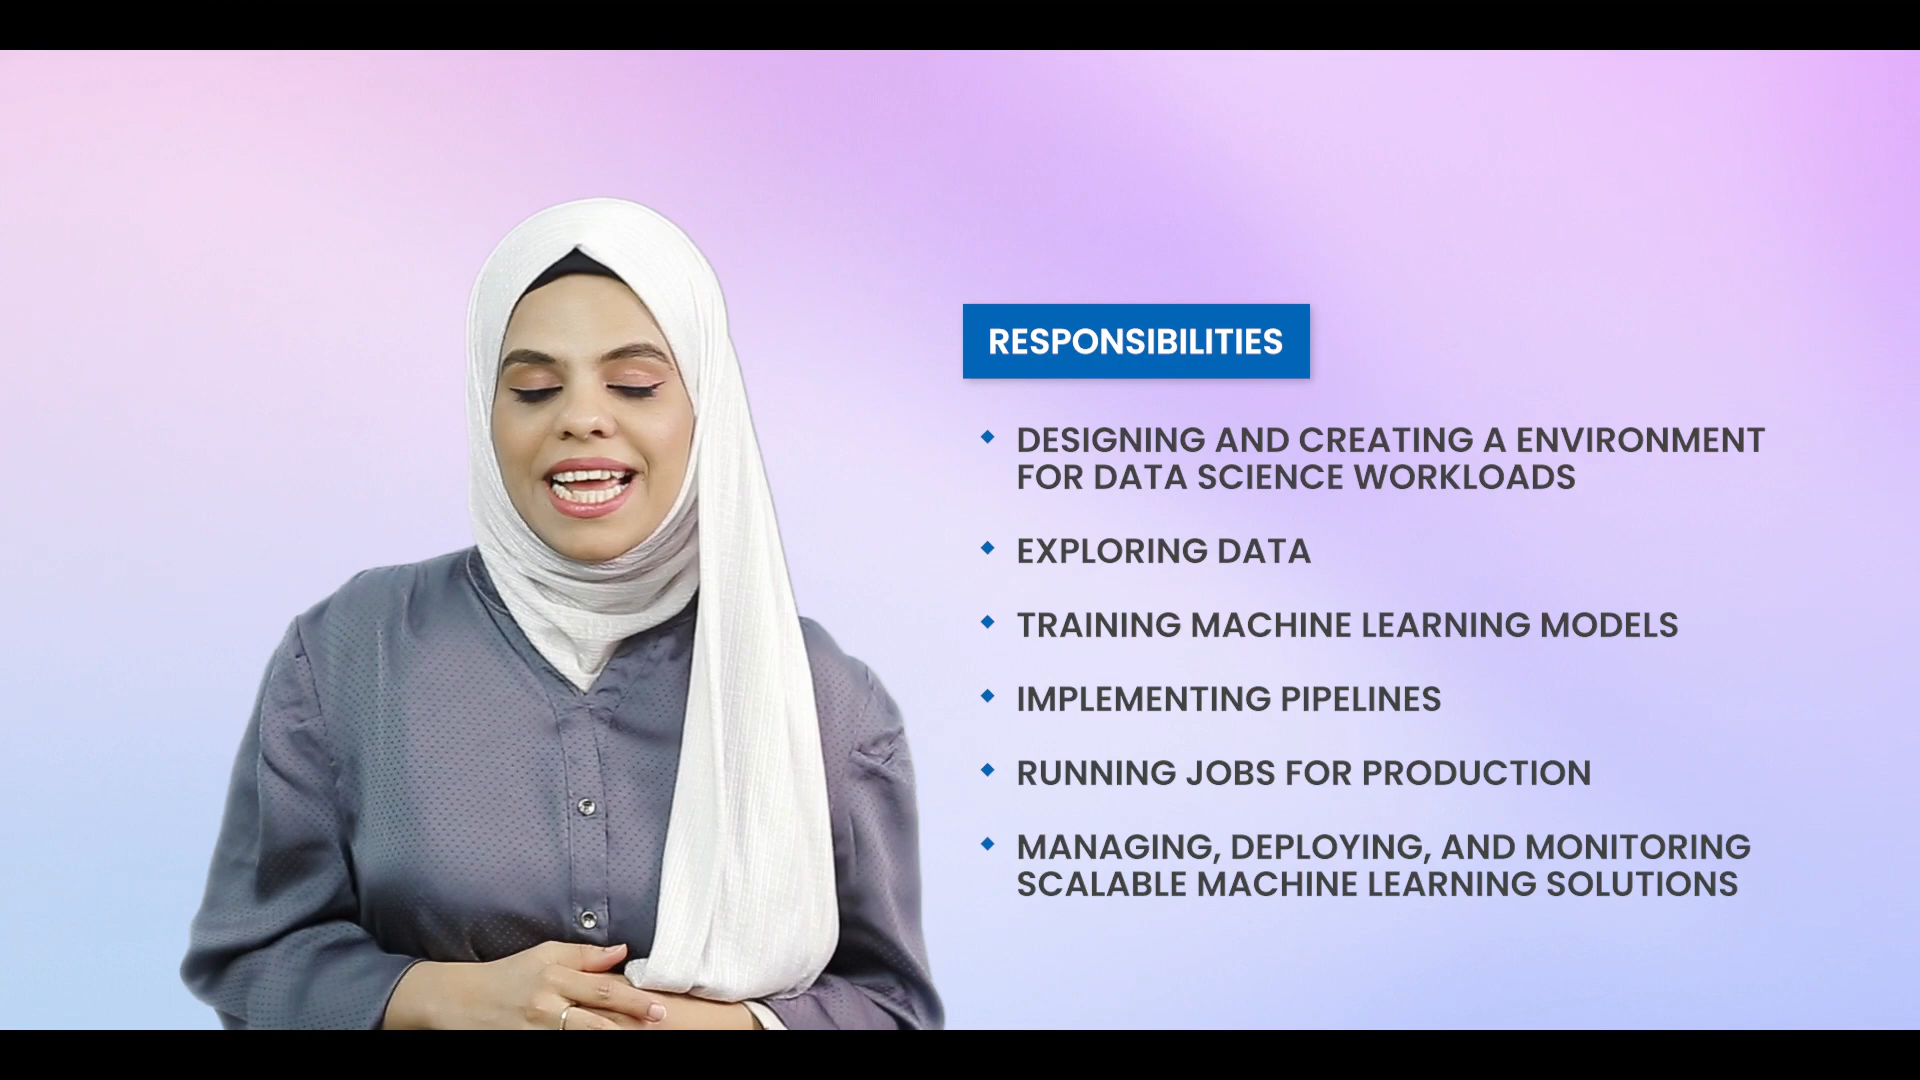 RESPONSIBILITIES
DESIGNING AND CREATING A ENVIRONMENT
FOR DATA SCIENCE WORKLOADS
EXPLORING DATA
TRAINING MACHINE LEARNING MODELS
IMPLEMENTING PIPELINES
RUNNING JOBS FOR PRODUCTION
MANAGING, DEPLOYING, AND MONITORING
SCALABLE MACHINE LEARNING SOLUTIONS